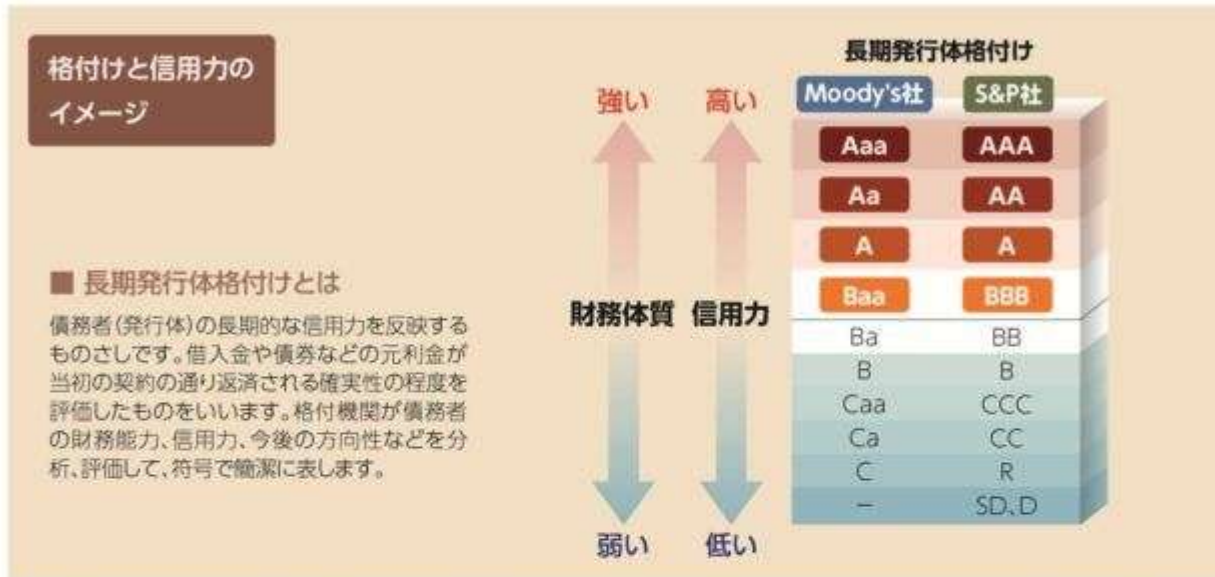 格付けと信用力の
イメージ
■ 長期発行体格付けとは
債務者(発行体)の長期的な信用力を反映する
ものさしです。借入金や債券などの元利金が
当初の契約の通り返済される確実性の程度を
評価したものをいいます。格付機関が債務者
の財務能力、信用力、今後の方向性などを分
析、評価して、符号で簡潔に表します。
強い 高い
財務体質 信用力
弱い 低い
長期発行体格付け
Moody's社 S&P社
Aaa AAA
Aa AA
A A
Baa BBB
Ba BB
B B
Caa CCC
Ca CC
C R
− SD、D